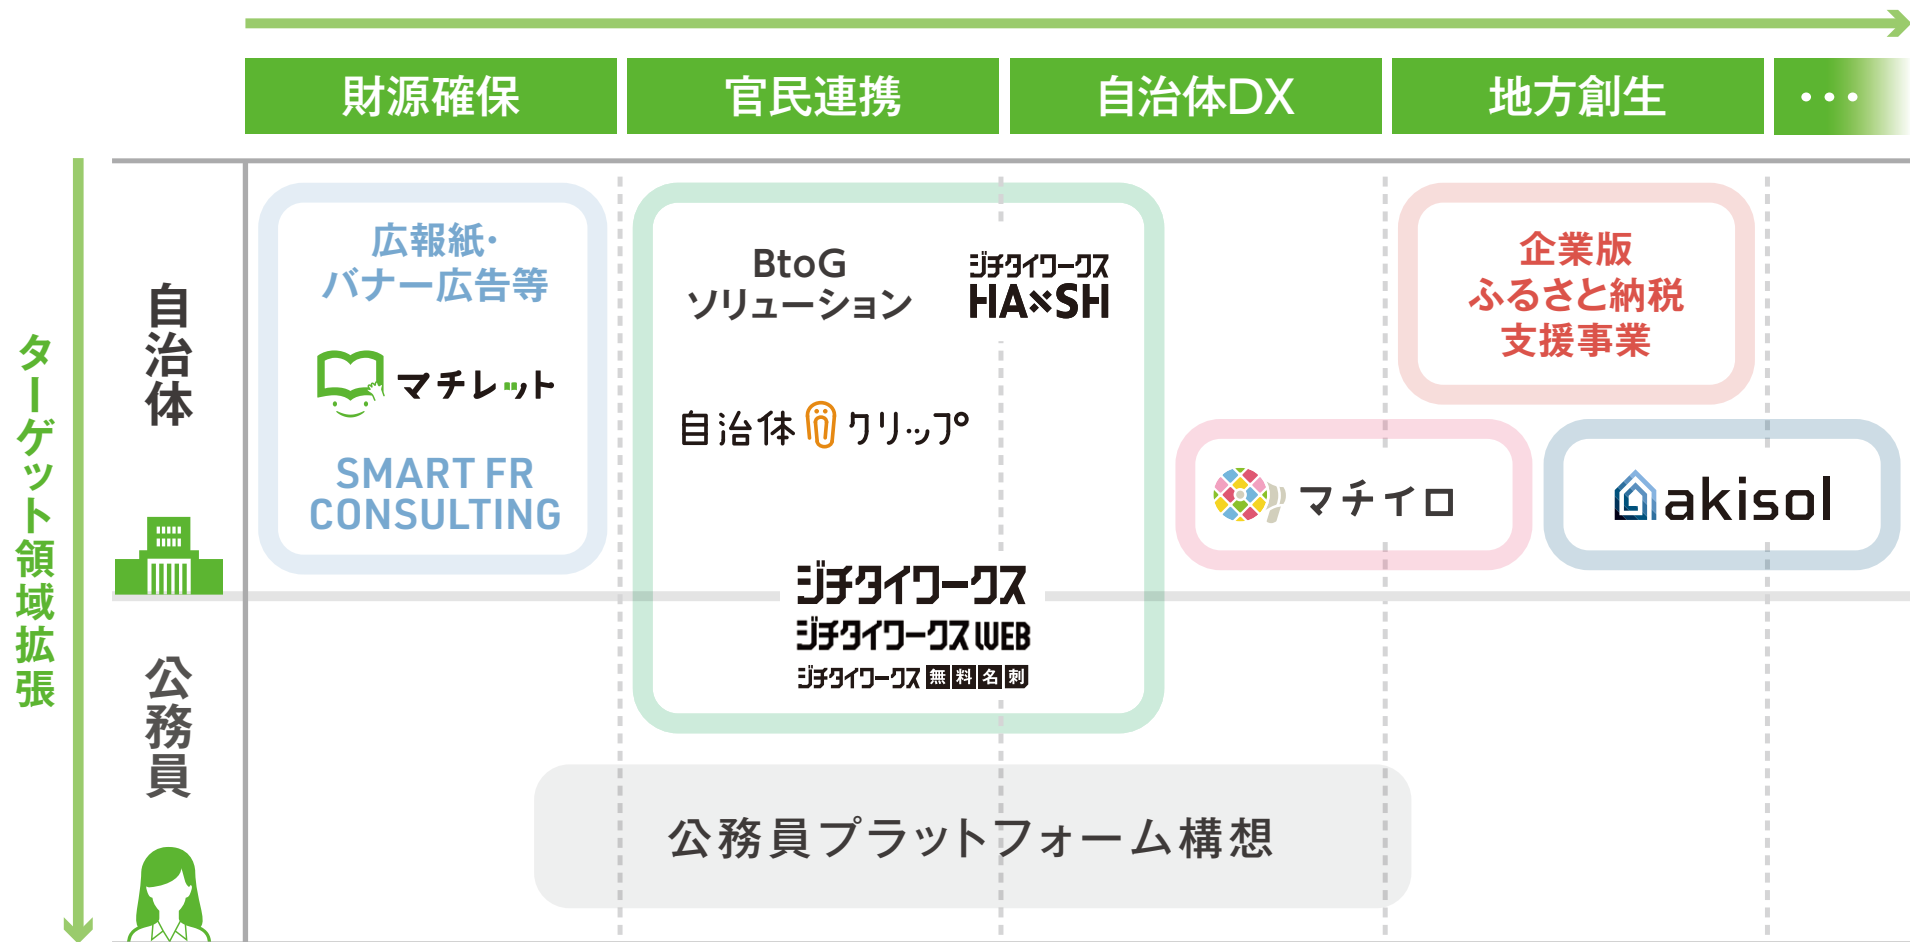 財源確保
官民連携
自治体DX
地方創生
・・・
ターゲット領域拡張
自治体
公務員
広報紙・
バナー広告等
マチレット
SMART FR
CONSULTING
BtoG
ソリューション
ジチタイワークス
HA×SH
自治体クリップ
ジチタイワークス
ジチタイワークス WEB
ジチタイワークス 無料名刺
企業版
ふるさと納税
支援事業
マチイロ
akisol
公務員プラットフォーム構想